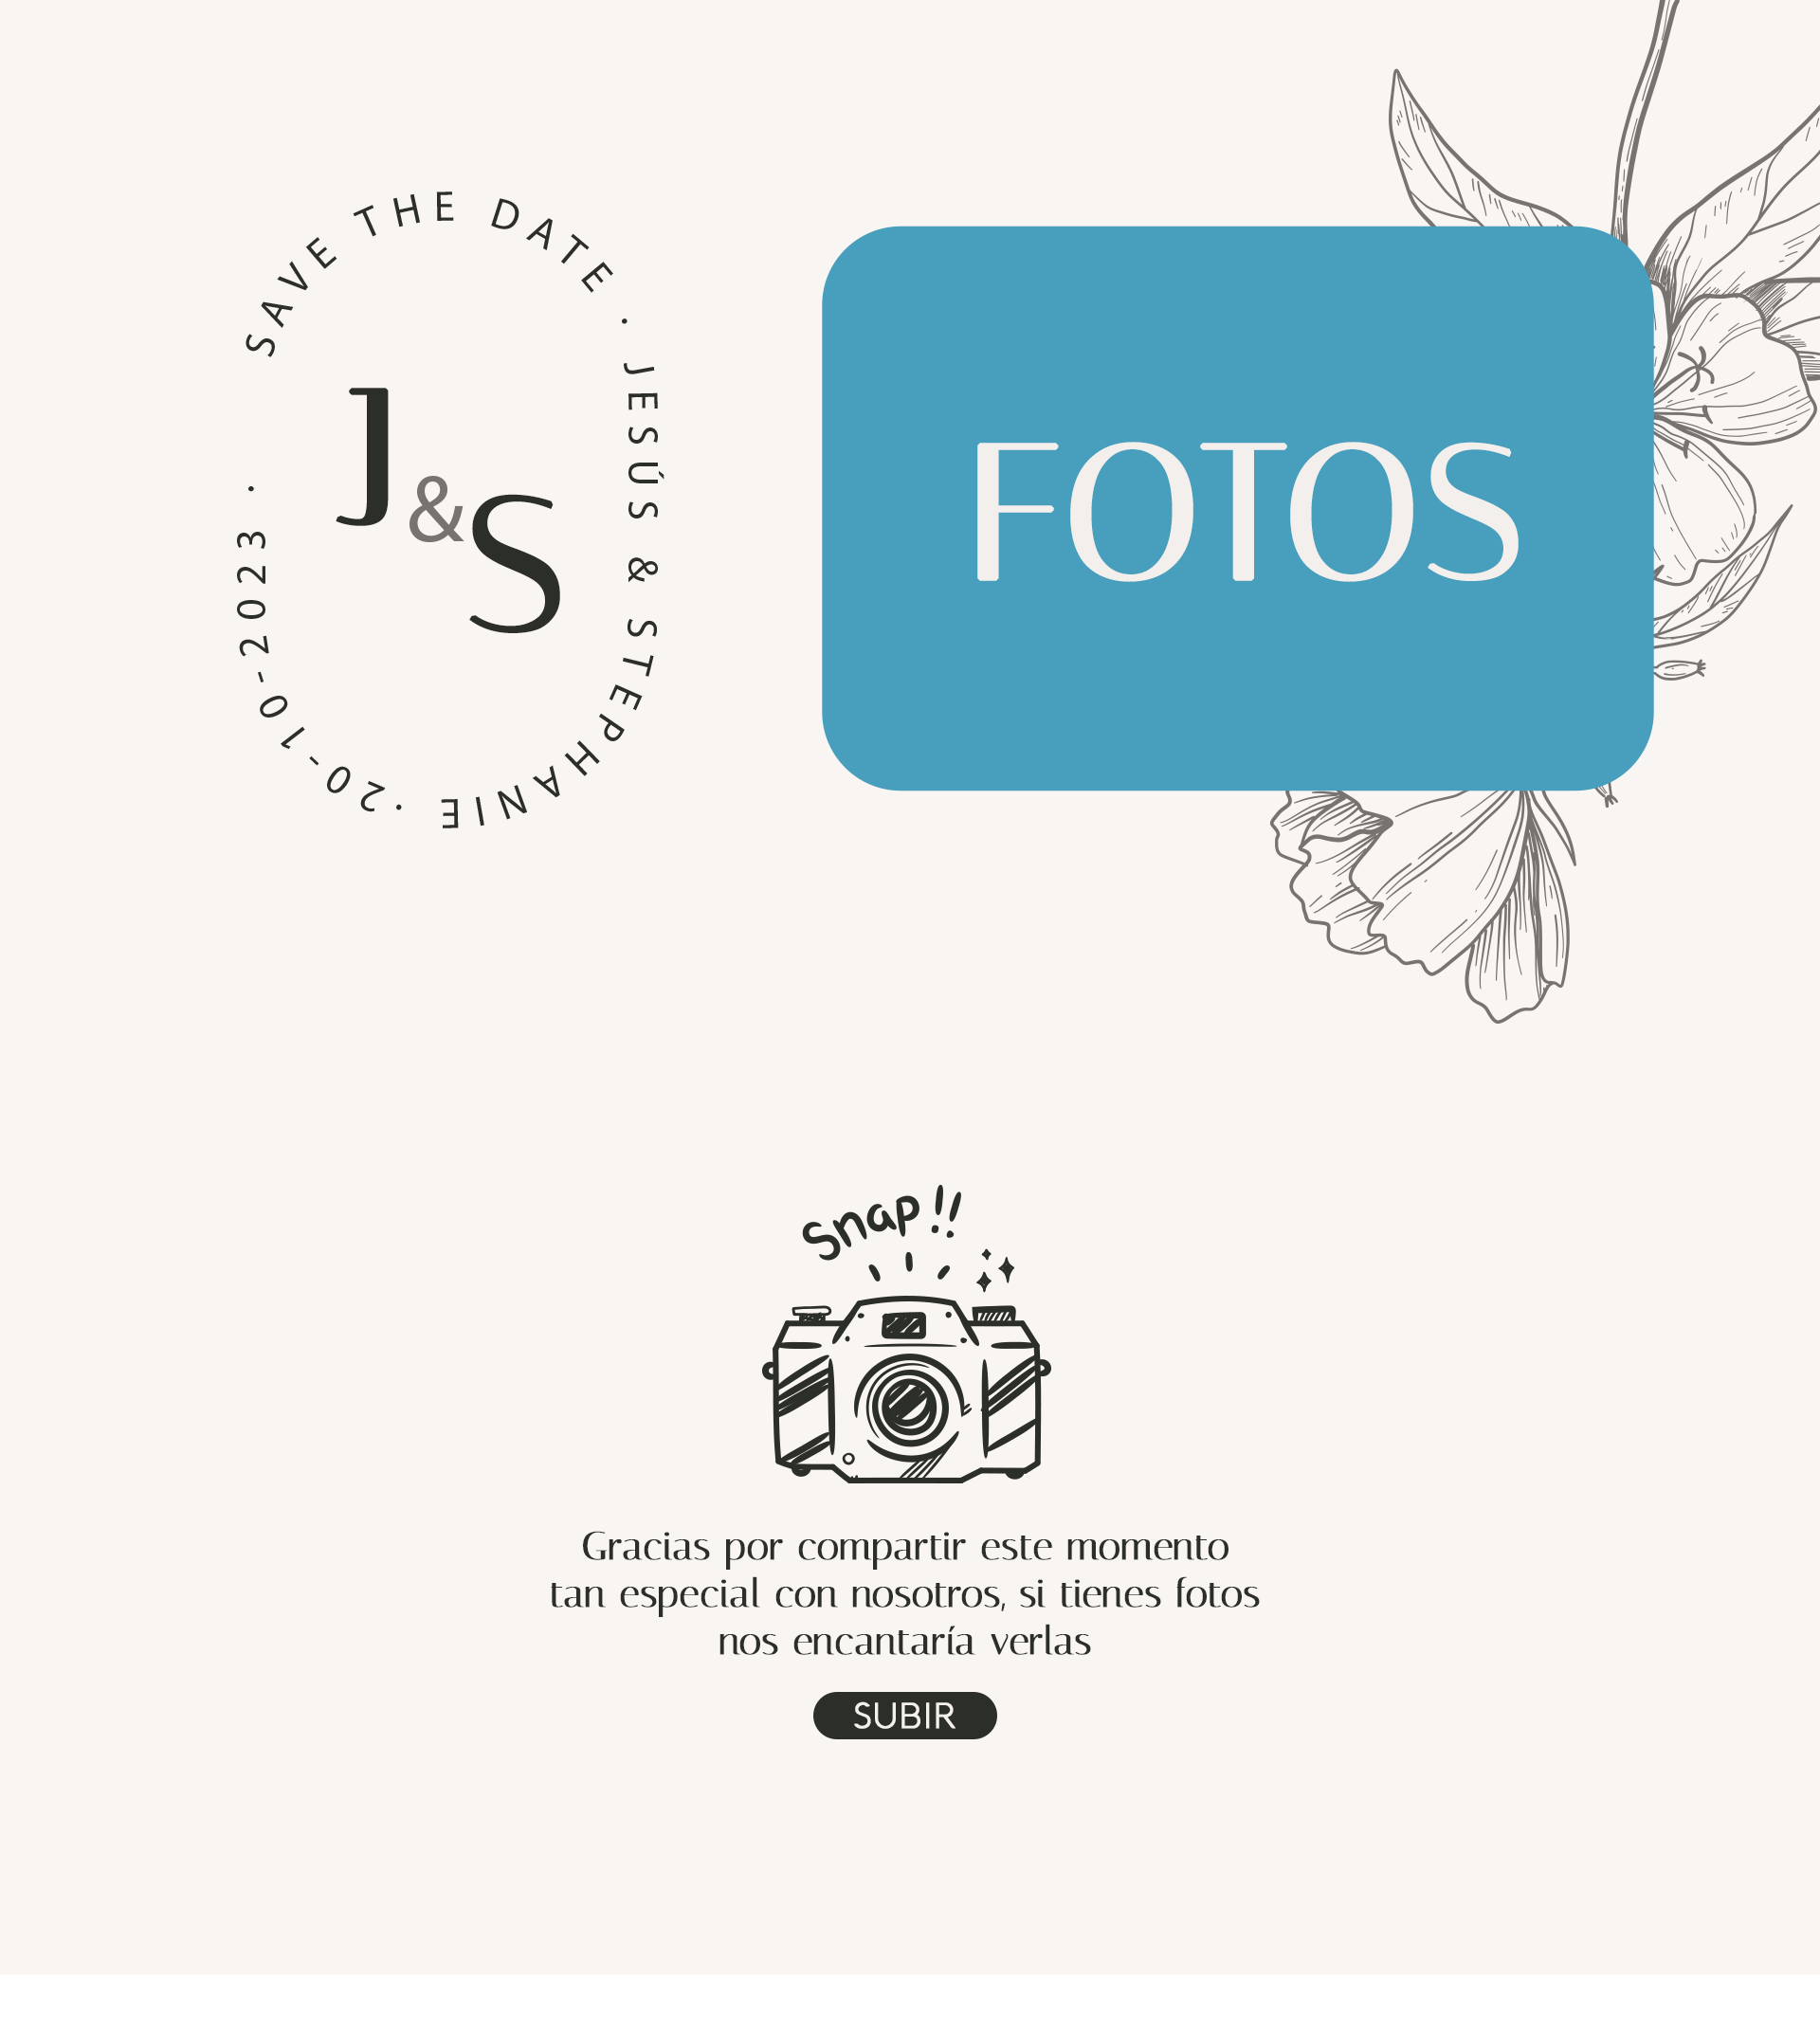 SAVE THE DATE · JESÚS & STEPHANIE · 20-10-2023 ·
J
&
S
FOTOS
Snap!!
Gracias por compartir este momento
tan especial con nosotros, si tienes fotos
nos encantaría verlas
SUBIR